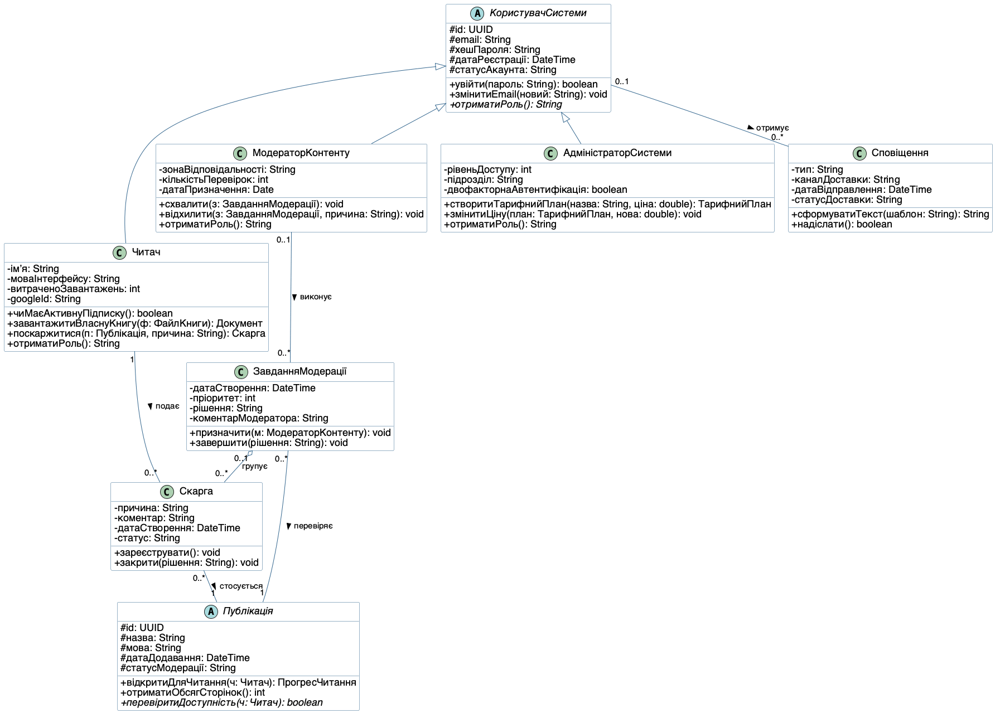 A КористувачСистеми
#id: UUID
#email: String
#хешПароля: String
#датаРеєстрації: DateTime
#статусАкаунта: String
+увійти(пароль: String): boolean
+змінитиEmail(новий: String): void
+отриматиРоль(): String
0..1
отримує
0..*
C МодераторКонтенту
-зонаВідповідальності: String
-кількістьПеревірок: int
-датаПризначення: Date
+схвалити(з: ЗавданняМодерації): void
+відхилити(з: ЗавданняМодерації, причина: String): void
+отриматиРоль(): String
C АдміністраторСистеми
-рівеньДоступу: int
-підрозділ: String
-двофакторнаАвтентифікація: boolean
+створитиТарифнийПлан(назва: String, ціна: double): ТарифнийПлан
+змінитиЦіну(план: ТарифнийПлан, нова: double): void
+отриматиРоль(): String
C Сповіщення
-тип: String
-каналДоставки: String
-датаВідправлення: DateTime
-статусДоставки: String
+сформуватиТекст(шаблон: String): String
+надіслати(): boolean
C Читач
-ім’я: String
-моваІнтерфейсу: String
-витраченоЗавантажень: int
-googleId: String
+чиМаєАктивнуПідписку(): boolean
+завантажитиВласнуКнигу(ф: ФайлКниги): Документ
+поскаржитися(п: Публікація, причина: String): Скарга
+отриматиРоль(): String
0..1
виконує
0..*
1
подає
0..*
C ЗавданняМодерації
-датаСтворення: DateTime
-пріоритет: int
-рішення: String
-коментарМодератора: String
+призначити(м: МодераторКонтенту): void
+завершити(рішення: String): void
0..1
групує
0..*
0..*
перевіряє
1
C Скарга
-причина: String
-коментар: String
-датаСтворення: DateTime
-статус: String
+зареєструвати(): void
+закрити(рішення: String): void
0..*
стосується
1
A Публікація
#id: UUID
#назва: String
#мова: String
#датаДодавання: DateTime
#статусМодерації: String
+відкритиДляЧитання(ч: Читач): ПрогресЧитання
+отриматиОбсягСторінок(): int
+перевіритиДоступність(ч: Читач): boolean